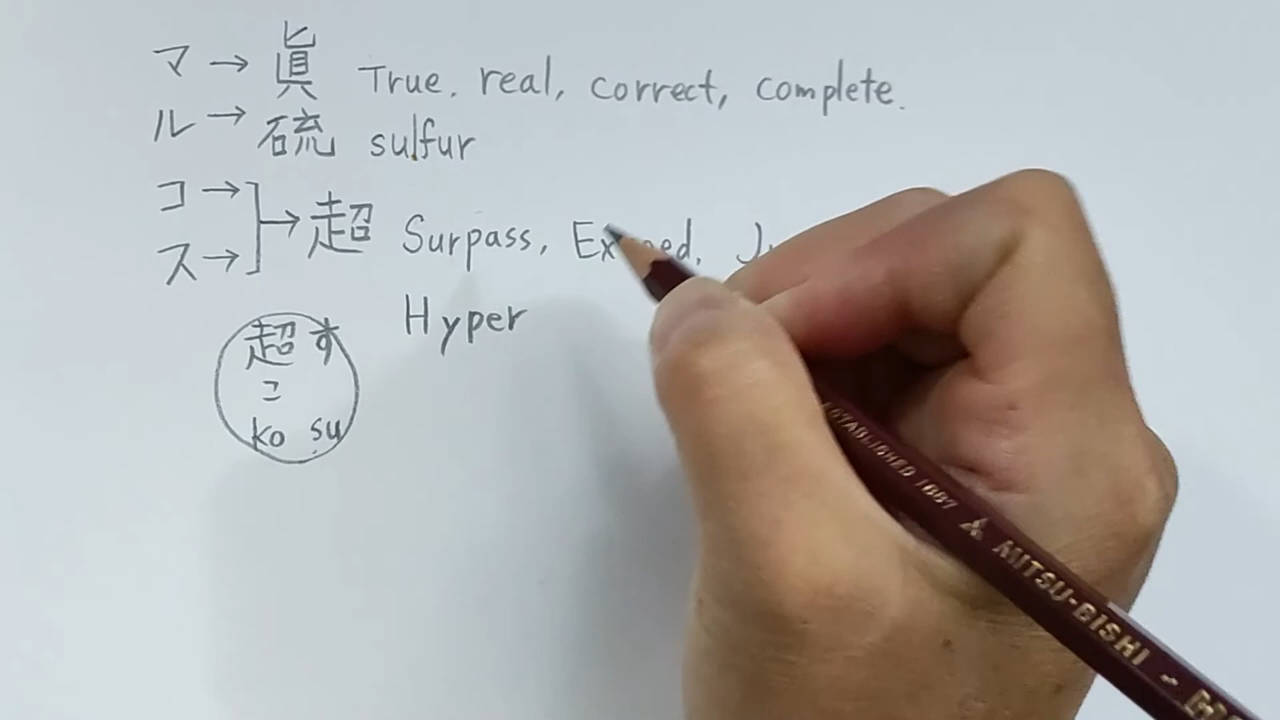 マ → 眞 True. real, correct, complete.
ル → 硫 sulfur
コ →
ス → → 超 Surpass,
Hyper
超す
こ
ko su
ESTABLISHED 1887 MITSU-BISHI -